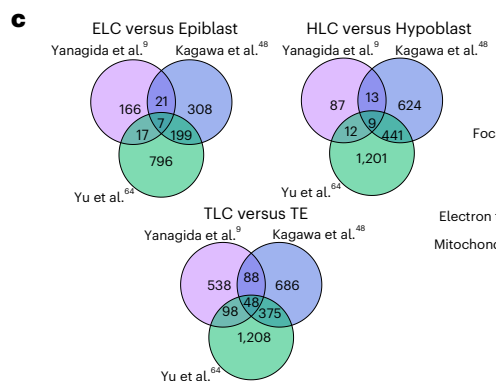 c
ELC versus Epiblast
Yanagida et al.9 Kagawa et al.48
166 21 308
7
17 199
796
Yu et al.64
HLC versus Hypoblast
Yanagida et al.9 Kagawa et al.48
87 13 624
9
12 441
1,201
Yu et al.64
Foc
Electron
Mitochond
TLC versus TE
Yanagida et al.9 Kagawa et al.48
538 88 686
48
98 375
1,208
Yu et al.64